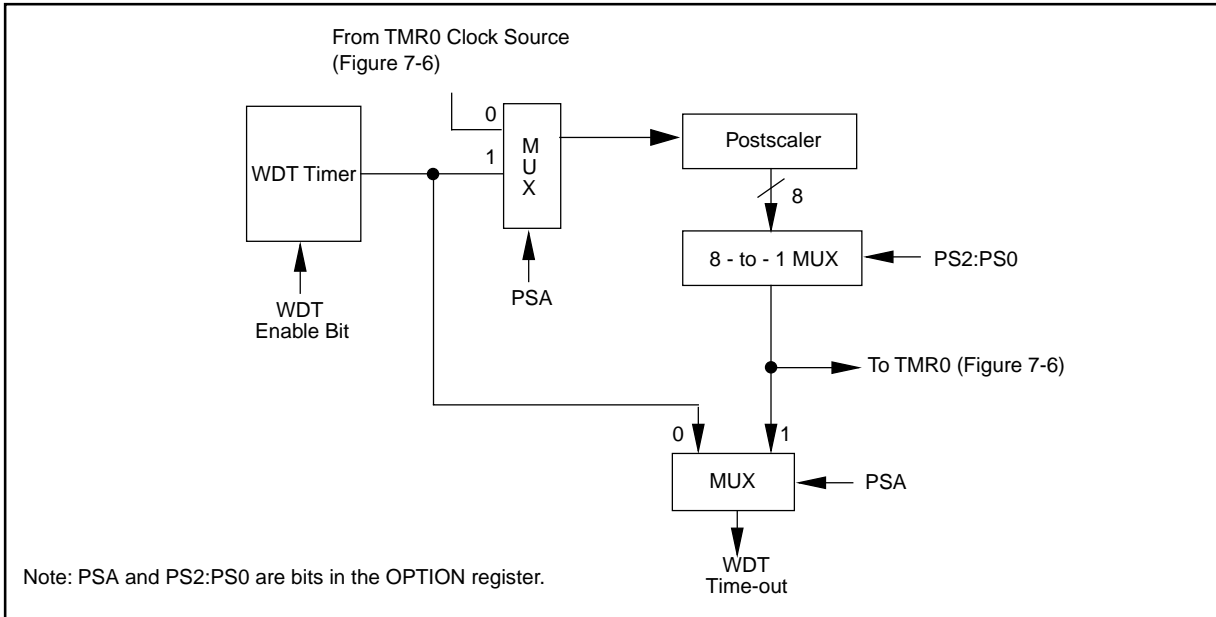 From TMR0 Clock Source
(Figure 7-6)
0
1
M
U
X
WDT Timer
Postscaler
8
8 - to - 1 MUX
PS2:PS0
PSA
WDT
Enable Bit
To TMR0 (Figure 7-6)
0
1
MUX
PSA
WDT
Time-out
Note: PSA and PS2:PS0 are bits in the OPTION register.